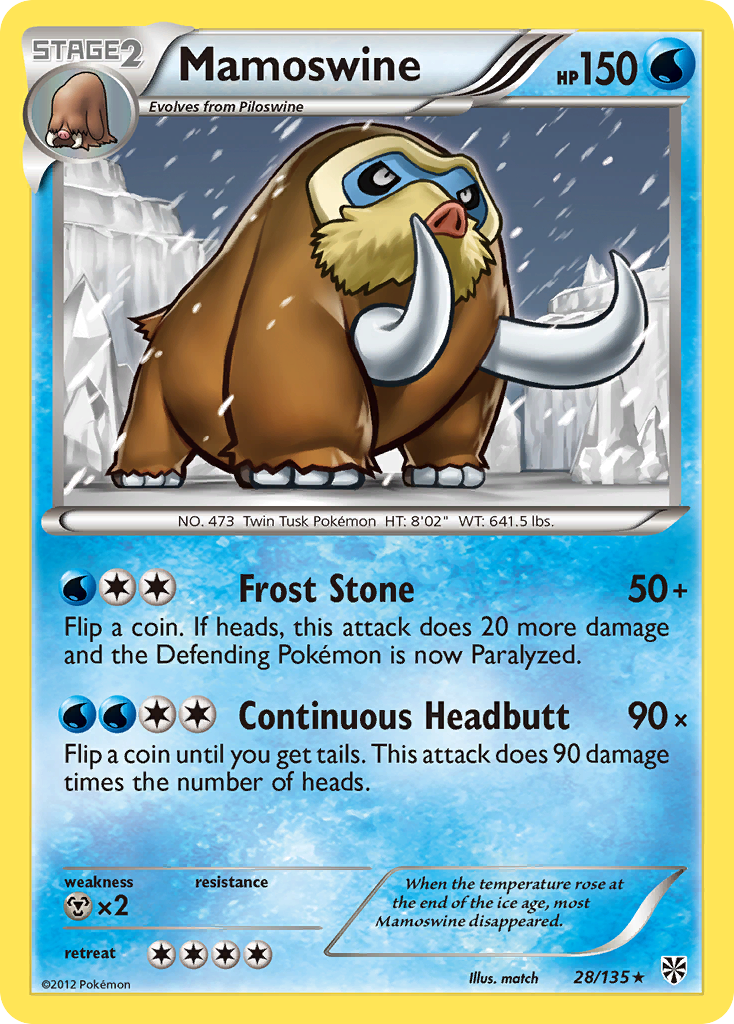 STAGE2
Mamoswine
HP150
Evolves from Piloswine
NO. 473 Twin Tusk Pokémon HT: 8'02" WT: 641.5 lbs.
Frost Stone 50+
Flip a coin. If heads, this attack does 20 more damage
and the Defending Pokémon is now Paralyzed.
Continuous Headbutt 90×
Flip a coin until you get tails. This attack does 90 damage
times the number of heads.
weakness resistance
×2
When the temperature rose at
the end of the ice age, most
Mamoswine disappeared.
retreat
©2012 Pokémon
Illus. match 28/135★